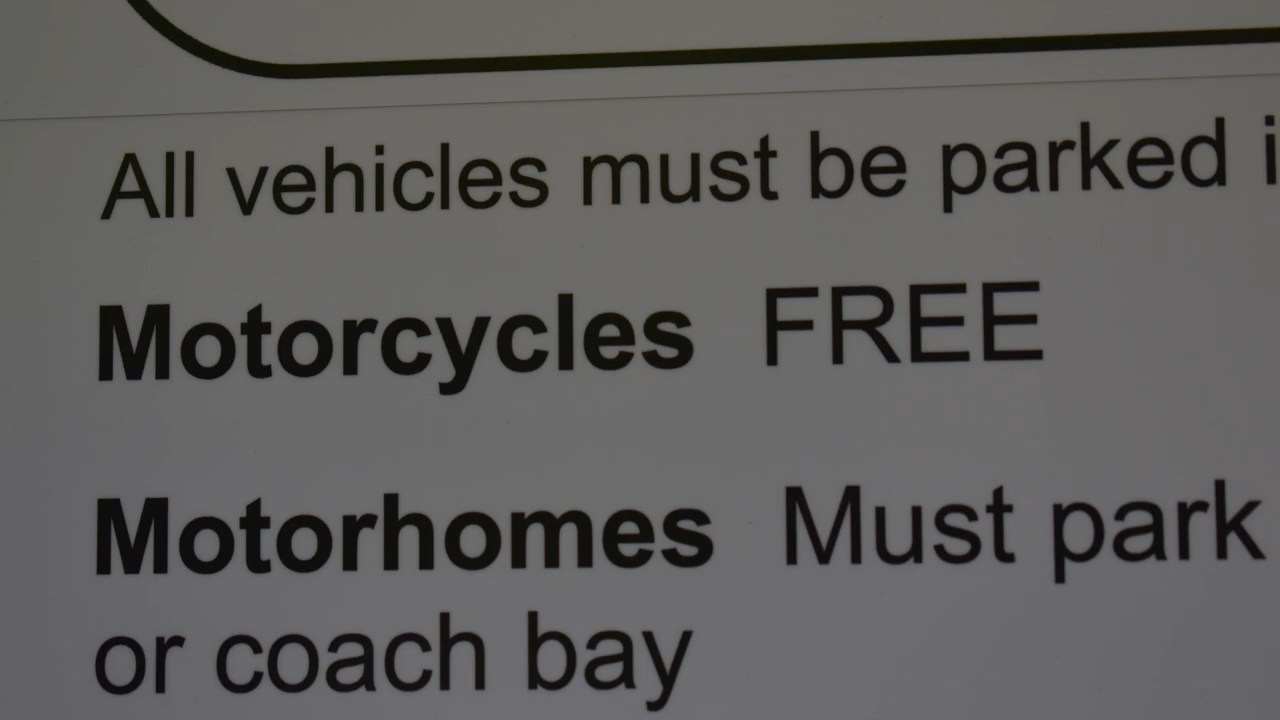 All vehicles must be parked
Motorcycles FREE
Motorhomes Must park
or coach bay